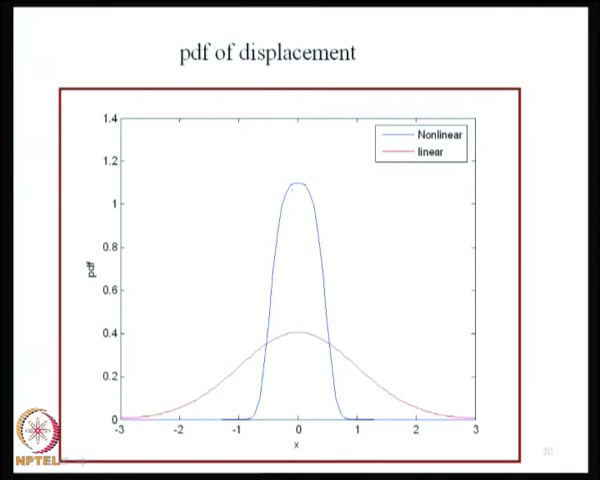 pdf of displacement
1.4
1.2
1
0.8
0.6
0.4
0.2
0
pdf
Nonlinear
linear
-3 -2 -1 0 1 2 3
x
NPTEL
30